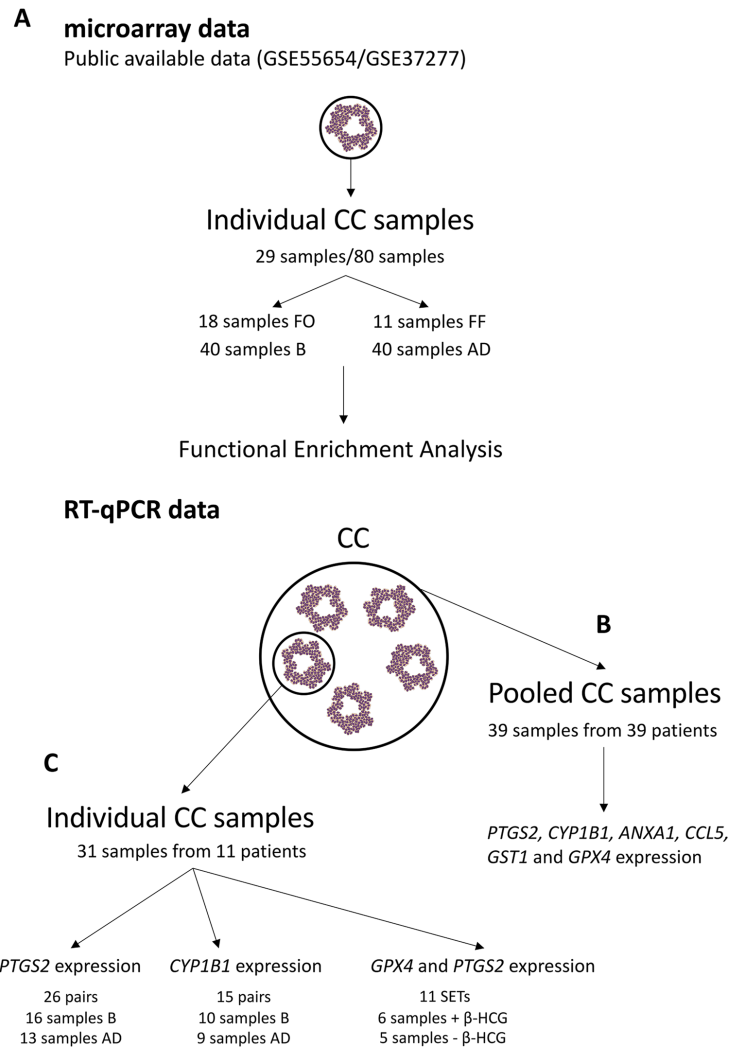 A
microarray data
Public available data (GSE55654/GSE37277)
Individual CC samples
29 samples/80 samples
18 samples FO
40 samples B
11 samples FF
40 samples AD
Functional Enrichment Analysis
RT-qPCR data
CC
B
Pooled CC samples
39 samples from 39 patients
PTGS2, CYP1B1, ANXA1, CCL5,
GST1 and GPX4 expression
C
Individual CC samples
31 samples from 11 patients
PTGS2 expression
26 pairs
16 samples B
13 samples AD
CYP1B1 expression
15 pairs
10 samples B
9 samples AD
GPX4 and PTGS2 expression
11 SETs
6 samples + β-HCG
5 samples - β-HCG